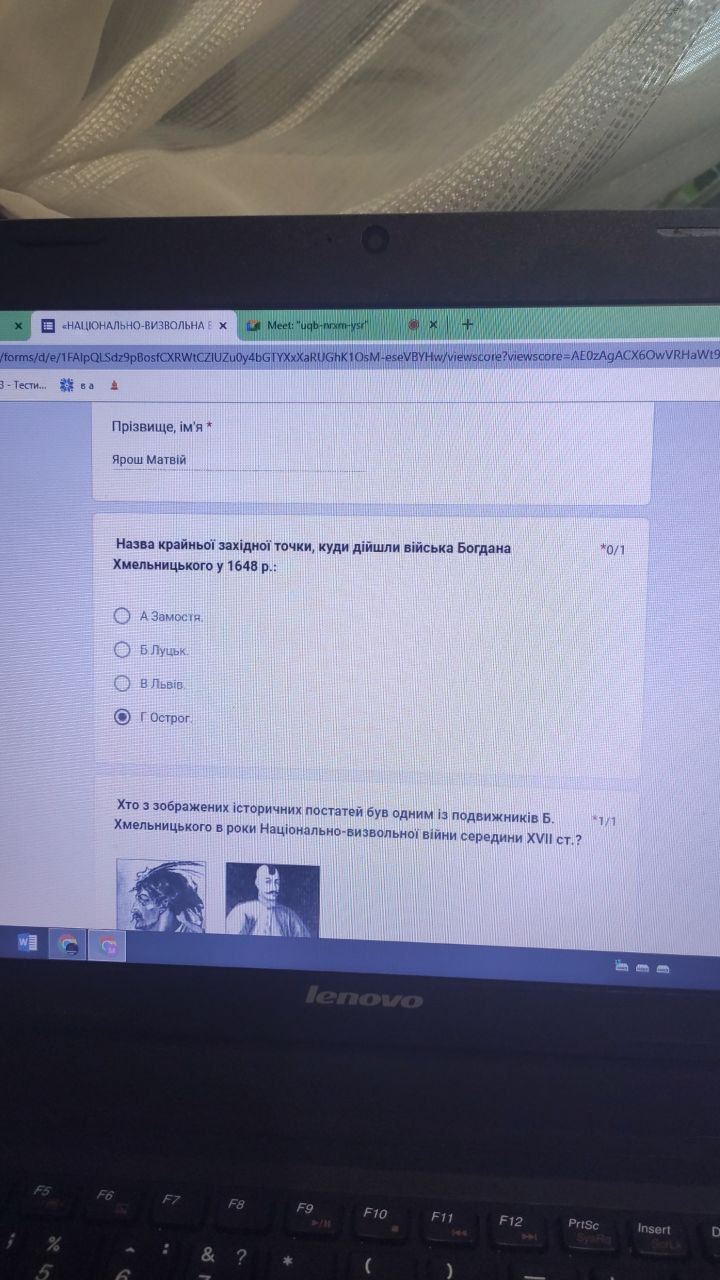 «НАЦІОНАЛЬНО-ВИЗВОЛЬНА В
Meet: "uqb-nrxm-ysr"
/forms/d/e/1FAIpQLSdz9pBosfCXRWtCZIUZu0y4bGTYXxXaRUGhK1OsM-eseVBYHw/viewscore?viewscore=AE0zAgACX6OwVRHaWt9
3 - Тести...
в а
Прізвище, ім'я *
Ярош Матвій
Назва крайньої західної точки, куди дійшли війська Богдана *0/1
Хмельницького у 1648 р.:
А Замостя.
Б Луцьк.
В Львів.
Г Острог.
Хто з зображених історичних постатей був одним із подвижників Б. *1/1
Хмельницького в роки Національно-визвольної війни середини XVII ст.?
lenovo
F5 F6 F7 F8 F9 F10 F11 F12 PrtSc Insert D
SysRq ScrLk
; % ^ : & ? * ( )
5 6 7